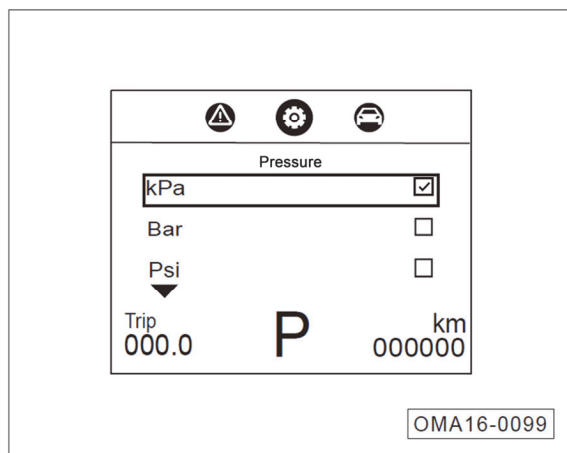 Pressure
kPa
Bar
Psi
Trip
000.0
P
km
000000
OMA16-0099